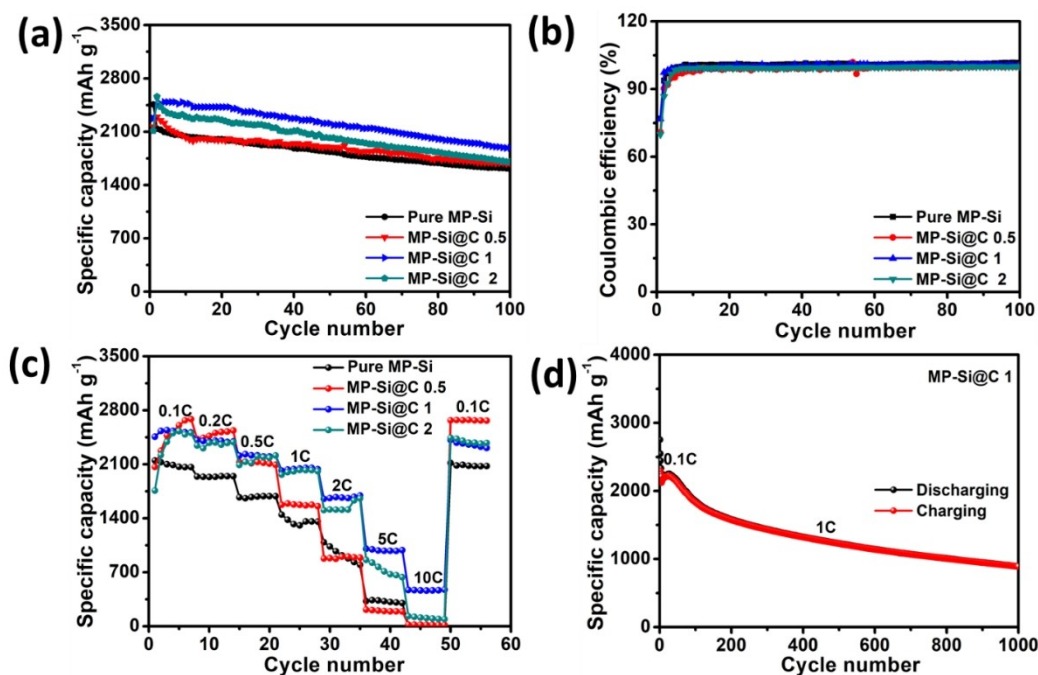 (a)
3500
2800
2100
1400
700
0
Specific capacity (mAh g⁻¹)
Pure MP-Si
MP-Si@C 0.5
MP-Si@C 1
MP-Si@C 2
0 20 40 60 80 100
Cycle number
(b)
120
90
60
30
0
Coulombic efficiency (%)
Pure MP-Si
MP-Si@C 0.5
MP-Si@C 1
MP-Si@C 2
0 20 40 60 80 100
Cycle number
(c)
3500
2800
2100
1400
700
0
Specific capacity (mAh g⁻¹)
Pure MP-Si
MP-Si@C 0.5
MP-Si@C 1
MP-Si@C 2
0.1C
0.2C
0.5C
1C
2C
5C
10C
0.1C
0 10 20 30 40 50 60
Cycle number
(d)
4000
3000
2000
1000
0
Specific capacity (mAh g⁻¹)
MP-Si@C 1
0.1C
Discharging
Charging
1C
0 200 400 600 800 1000
Cycle number